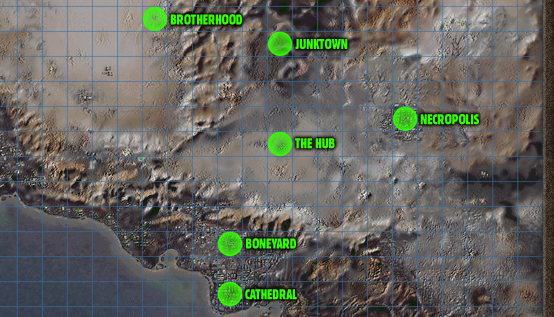 BROTHERHOOD
JUNKTOWN
NECROPOLIS
THE HUB
BONEYARD
CATHEDRAL